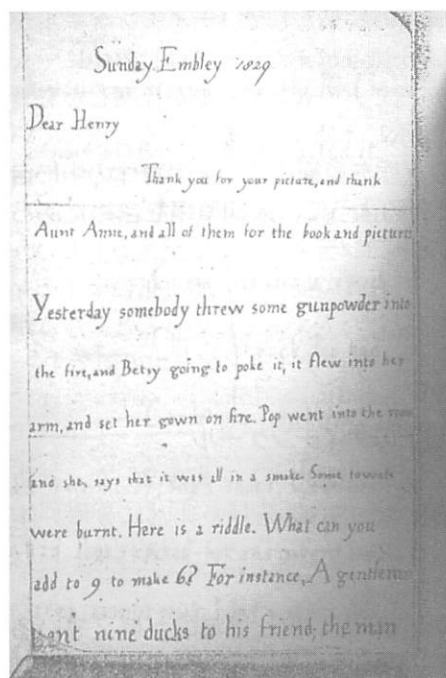 Sunday. Embley 1829
Dear Henry
Thank you for your picture, and thank
Aunt Anne, and all of them for the book and pictures
Yesterday somebody threw some gunpowder into
the fire, and Betsy going to poke it, it flew into her
arm, and set her gown on fire. Pop went into the room
and she, says that it was all in a smoke. Some towels
were burnt. Here is a riddle. What can you
add to 9 to make 6? For instance, A gentleman
sent nine ducks to his friend; the man